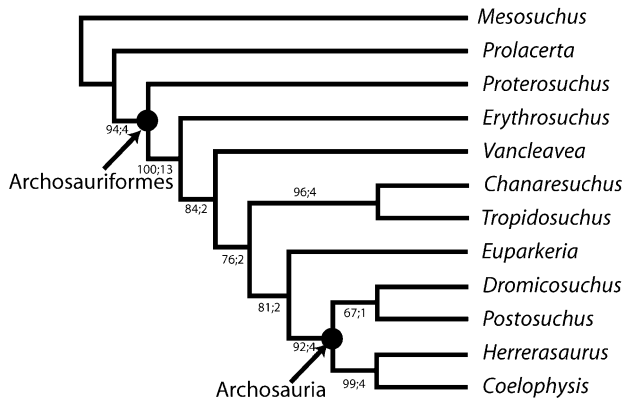 Mesosuchus
Prolacerta
Proterosuchus
Erythrosuchus
94;4
Vancleavea
100;13
Archosauriformes
Chanaresuchus
96;4
84;2
Tropidosuchus
Euparkeria
76;2
Dromicosuchus
81;2
67;1
Postosuchus
92;4
Herrerasaurus
99;4
Archosauria
Coelophysis